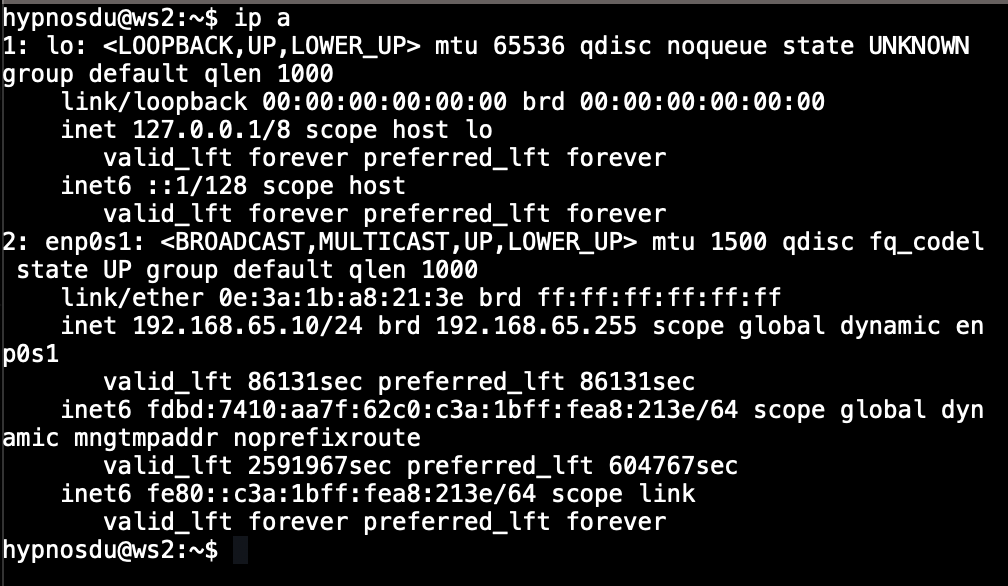 hypnosdu@ws2:~$ ip a
1: lo: <LOOPBACK,UP,LOWER_UP> mtu 65536 qdisc noqueue state UNKNOWN
group default qlen 1000
    link/loopback 00:00:00:00:00:00 brd 00:00:00:00:00:00
    inet 127.0.0.1/8 scope host lo
       valid_lft forever preferred_lft forever
    inet6 ::1/128 scope host
       valid_lft forever preferred_lft forever
2: enp0s1: <BROADCAST,MULTICAST,UP,LOWER_UP> mtu 1500 qdisc fq_codel
 state UP group default qlen 1000
    link/ether 0e:3a:1b:a8:21:3e brd ff:ff:ff:ff:ff:ff
    inet 192.168.65.10/24 brd 192.168.65.255 scope global dynamic en
p0s1
       valid_lft 86131sec preferred_lft 86131sec
    inet6 fdbd:7410:aa7f:62c0:c3a:1bff:fea8:213e/64 scope global dyn
amic mngtmpaddr noprefixroute
       valid_lft 2591967sec preferred_lft 604767sec
    inet6 fe80::c3a:1bff:fea8:213e/64 scope link
       valid_lft forever preferred_lft forever
hypnosdu@ws2:~$